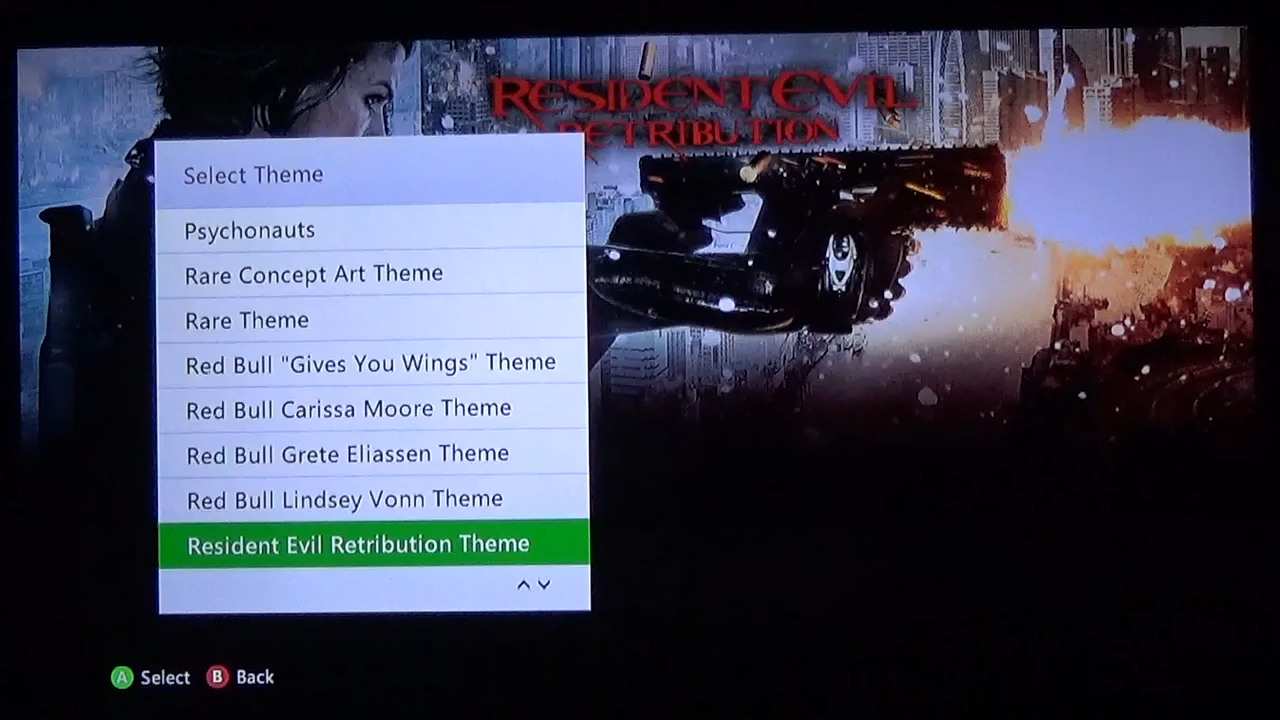 RESIDENT EVIL
RETRIBUTION
Select Theme
Psychonauts
Rare Concept Art Theme
Rare Theme
Red Bull "Gives You Wings" Theme
Red Bull Carissa Moore Theme
Red Bull Grete Eliassen Theme
Red Bull Lindsey Vonn Theme
Resident Evil Retribution Theme
A Select B Back